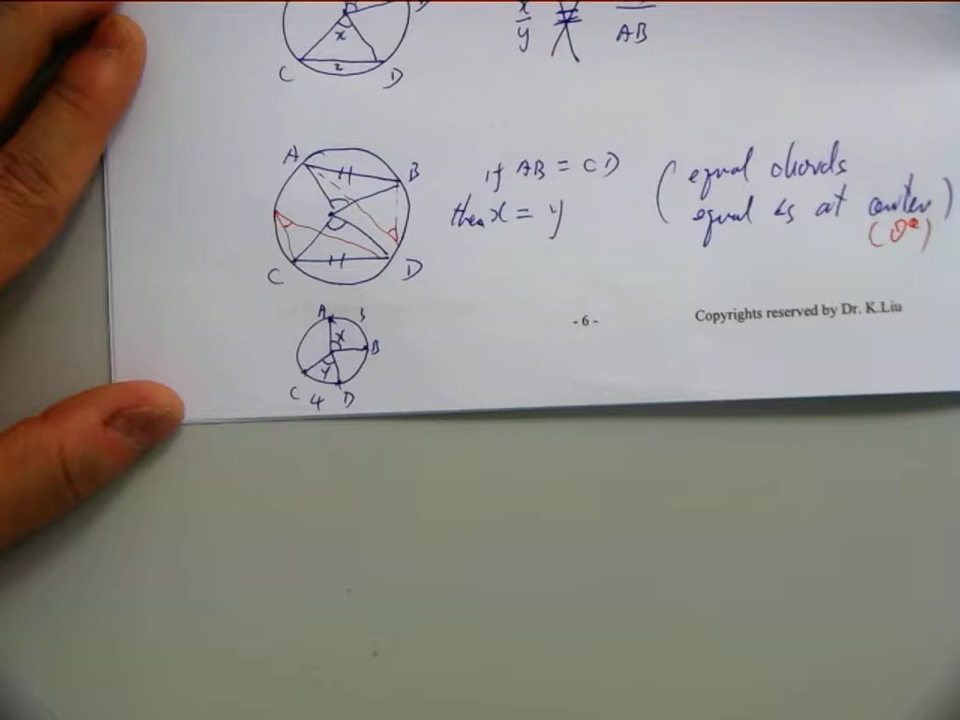 x
x
y
AB
2
C
D
A
B
if AB = CD
then x = y
( equal chords
equal ∠s at center )
C
D
- 6 -
Copyrights reserved by Dr. K.Liu
A
3
x
B
y
C
4
D